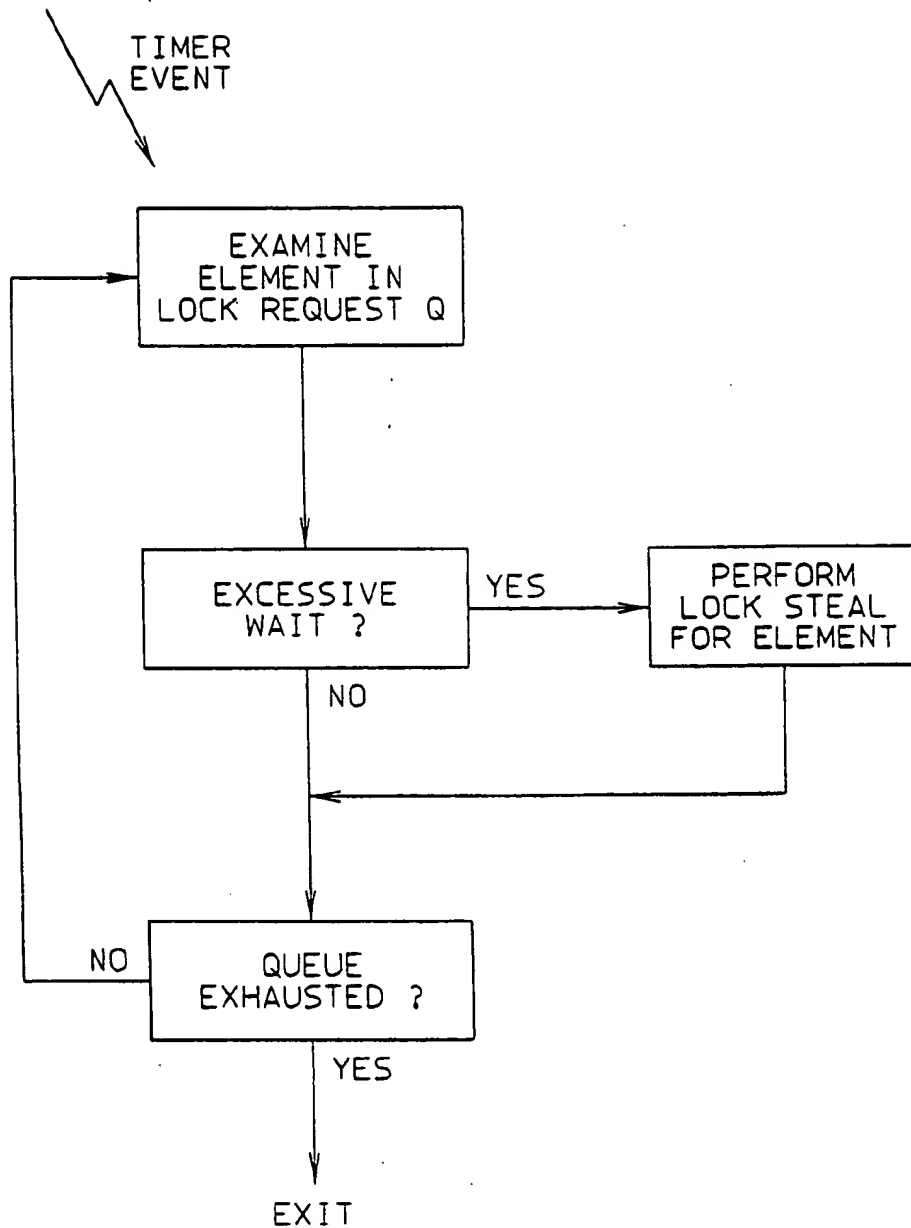 TIMER
EVENT
EXAMINE
ELEMENT IN
LOCK REQUEST Q
EXCESSIVE
WAIT ?
YES
PERFORM
LOCK STEAL
FOR ELEMENT
NO
NO
QUEUE
EXHAUSTED ?
YES
EXIT